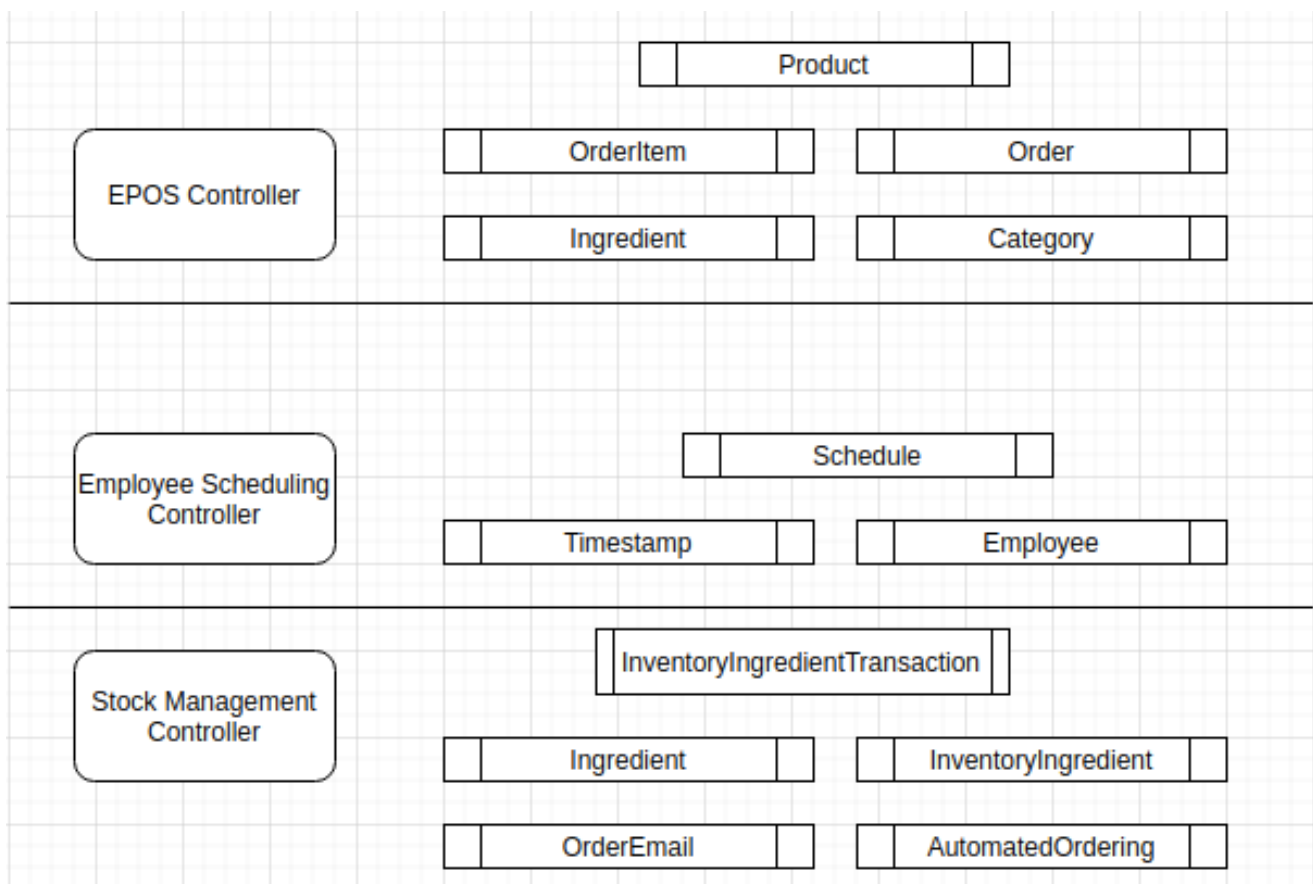 Product
OrderItem
Order
EPOS Controller
Ingredient
Category
Schedule
Employee Scheduling
Controller
Timestamp
Employee
InventoryIngredientTransaction
Stock Management
Controller
Ingredient
InventoryIngredient
OrderEmail
AutomatedOrdering